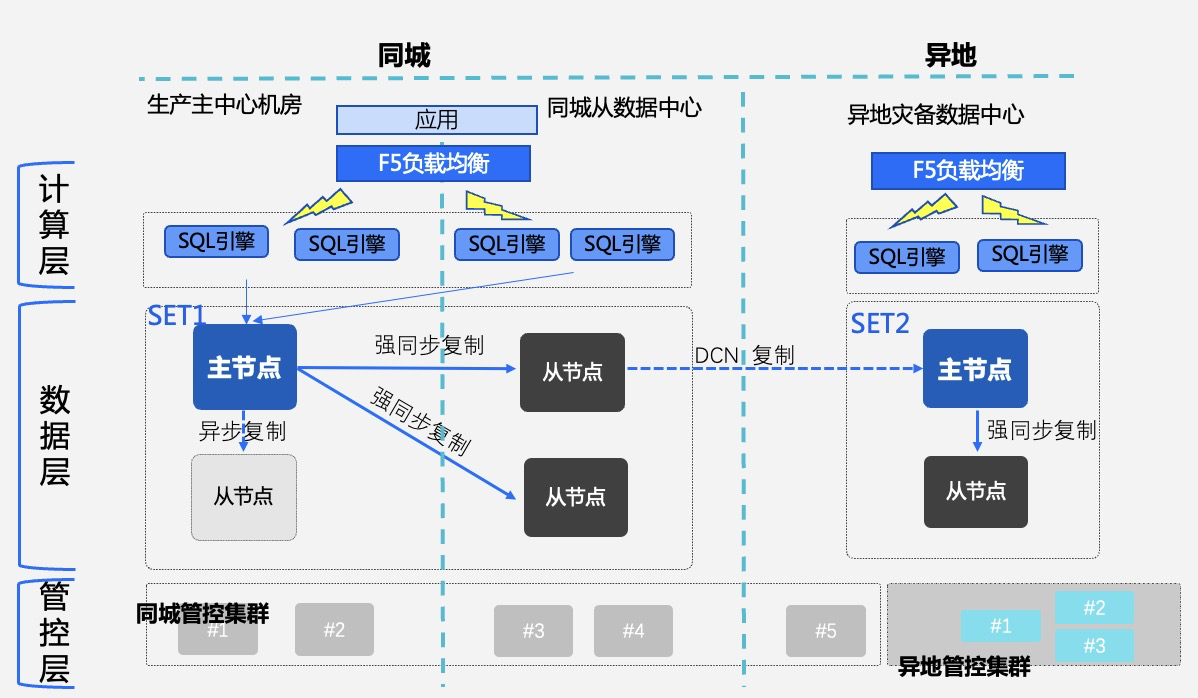 同城
异地
生产主中心机房
应用
同城从数据中心
异地灾备数据中心
F5负载均衡
F5负载均衡
计算层
SQL引擎
SQL引擎
SQL引擎
SQL引擎
SQL引擎
SQL引擎
数据层
SET1
主节点
强同步复制
从节点
DCN 复制
SET2
主节点
异步复制
强同步复制
强同步复制
从节点
从节点
从节点
管控层
同城管控集群
#1
#2
#3
#4
#5
#1
#2
#3
异地管控集群